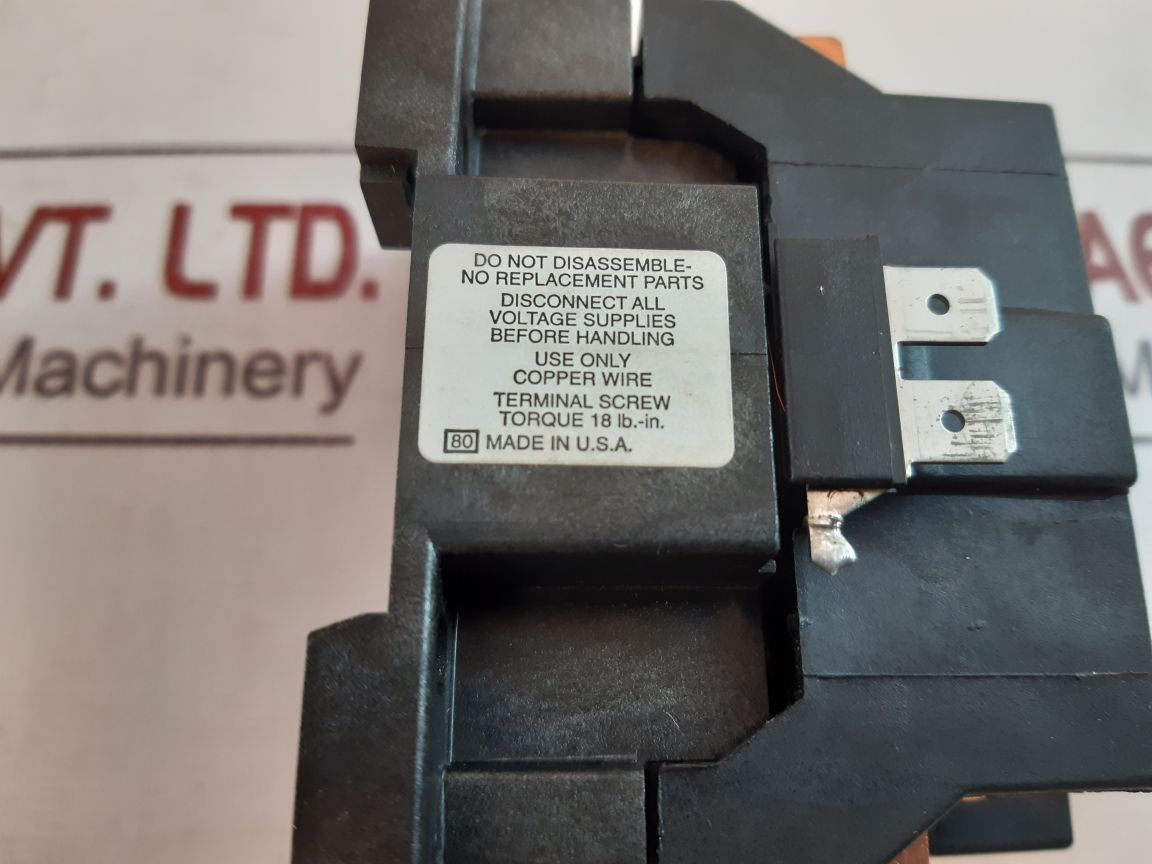 VT. LTD.
Machinery
DO NOT DISASSEMBLE-
NO REPLACEMENT PARTS
DISCONNECT ALL
VOLTAGE SUPPLIES
BEFORE HANDLING
USE ONLY
COPPER WIRE
TERMINAL SCREW
TORQUE 18 lb.-in.
80 MADE IN U.S.A.